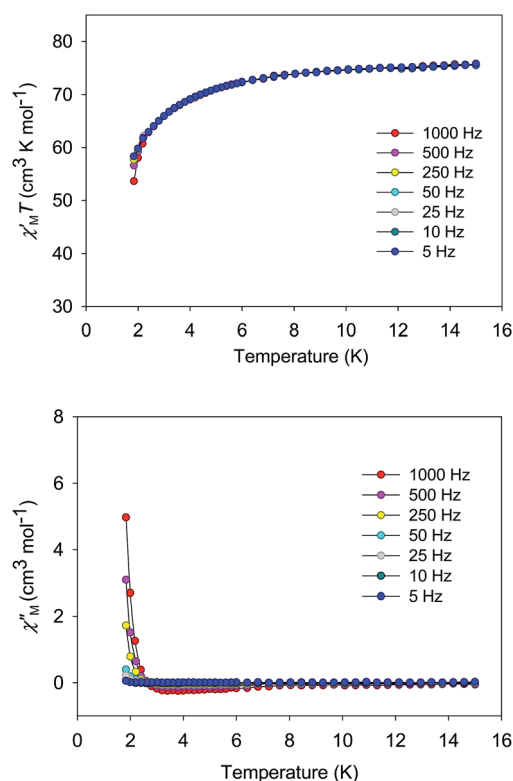 80
70
60
50
40
30
χ′MT (cm³ K mol⁻¹)
1000 Hz
500 Hz
250 Hz
50 Hz
25 Hz
10 Hz
5 Hz
0 2 4 6 8 10 12 14 16
Temperature (K)
8
6
4
2
0
χ″M (cm³ mol⁻¹)
1000 Hz
500 Hz
250 Hz
50 Hz
25 Hz
10 Hz
5 Hz
0 2 4 6 8 10 12 14 16
Temperature (K)